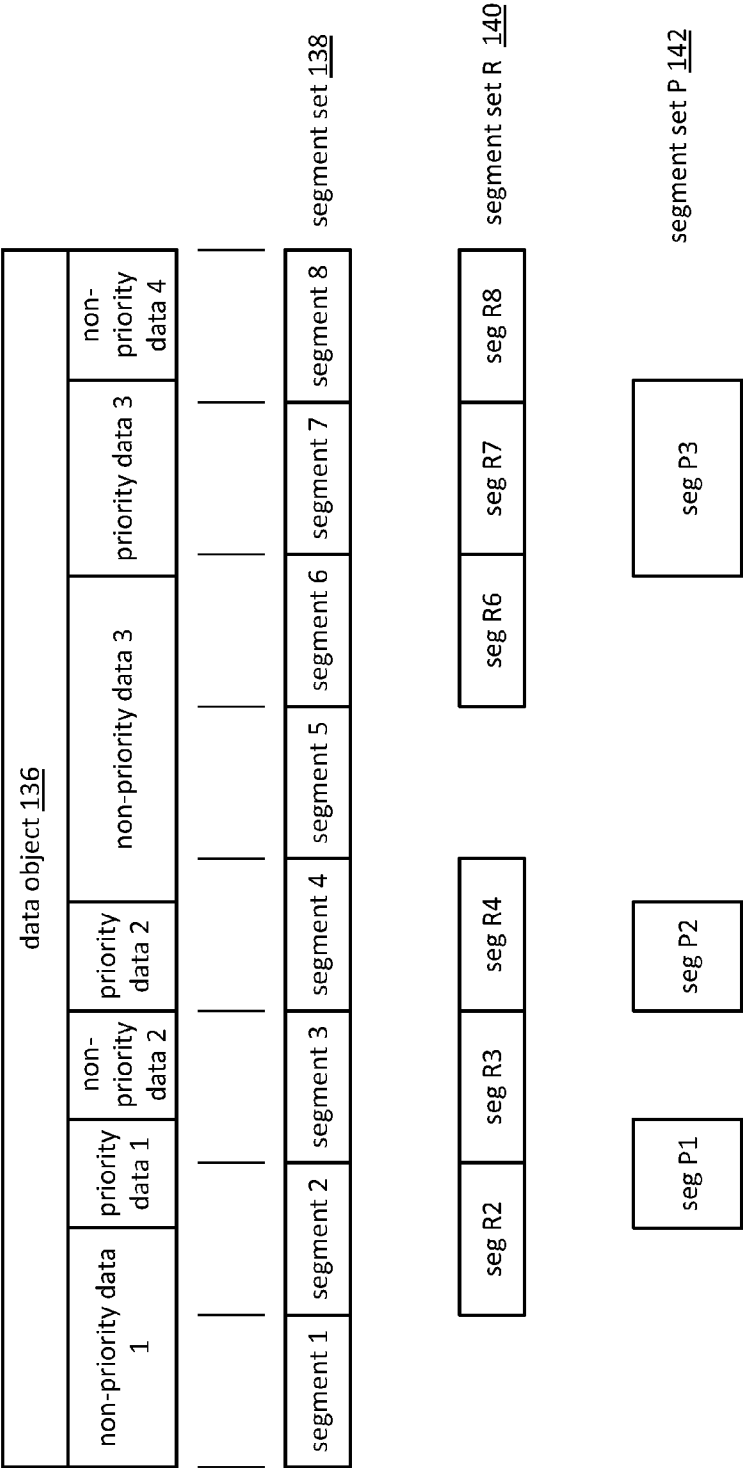 data object 136
non-priority data
1
priority
data 1
non-
priority
data 2
priority
data 2
non-priority data 3
priority data 3
non-
priority
data 4
segment 1
segment 2
segment 3
segment 4
segment 5
segment 6
segment 7
segment 8
segment set 138
seg R2
seg R3
seg R4
seg R6
seg R7
seg R8
segment set R 140
seg P1
seg P2
seg P3
segment set P 142